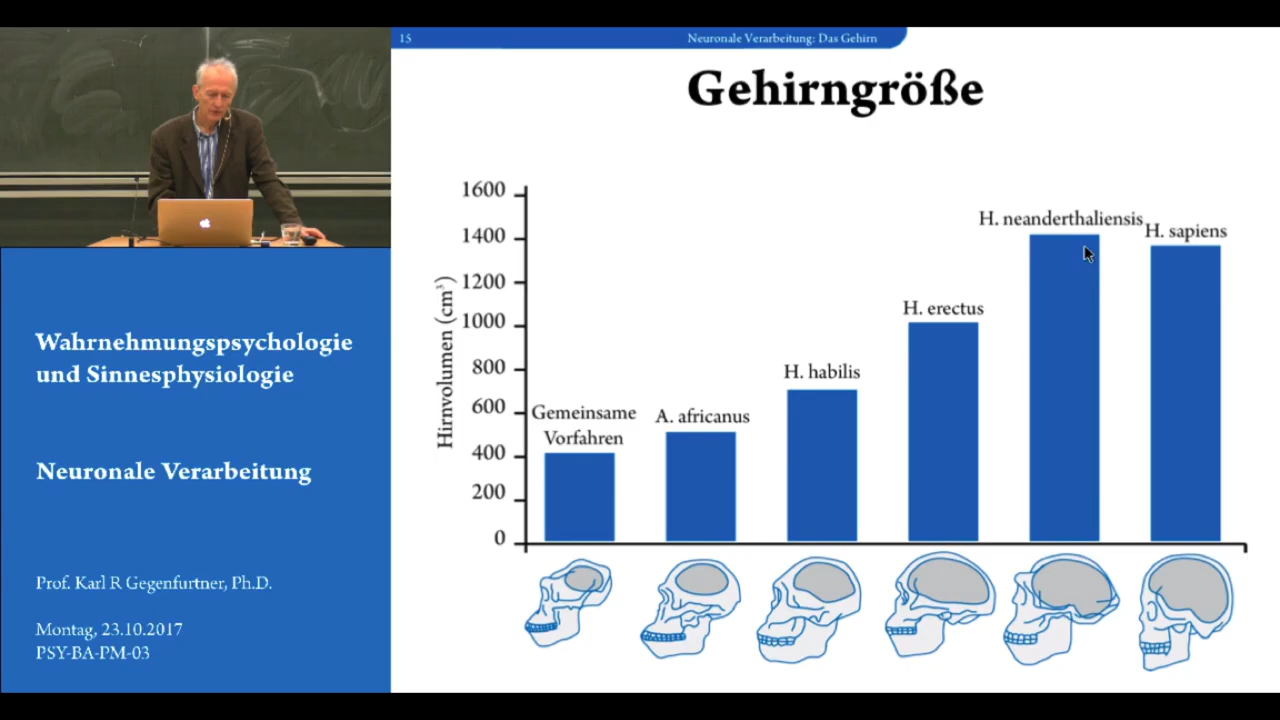 15
Neuronale Verarbeitung: Das Gehirn
Gehirngröße
Wahrnehmungspsychologie
und Sinnesphysiologie
Neuronale Verarbeitung
Prof. Karl R Gegenfurtner, Ph.D.
Montag, 23.10.2017
PSY-BA-PM-03
Hirnvolumen (cm³)
1600
1400
1200
1000
800
600
400
200
0
Gemeinsame
Vorfahren
A. africanus
H. habilis
H. erectus
H. neanderthaliensis
H. sapiens